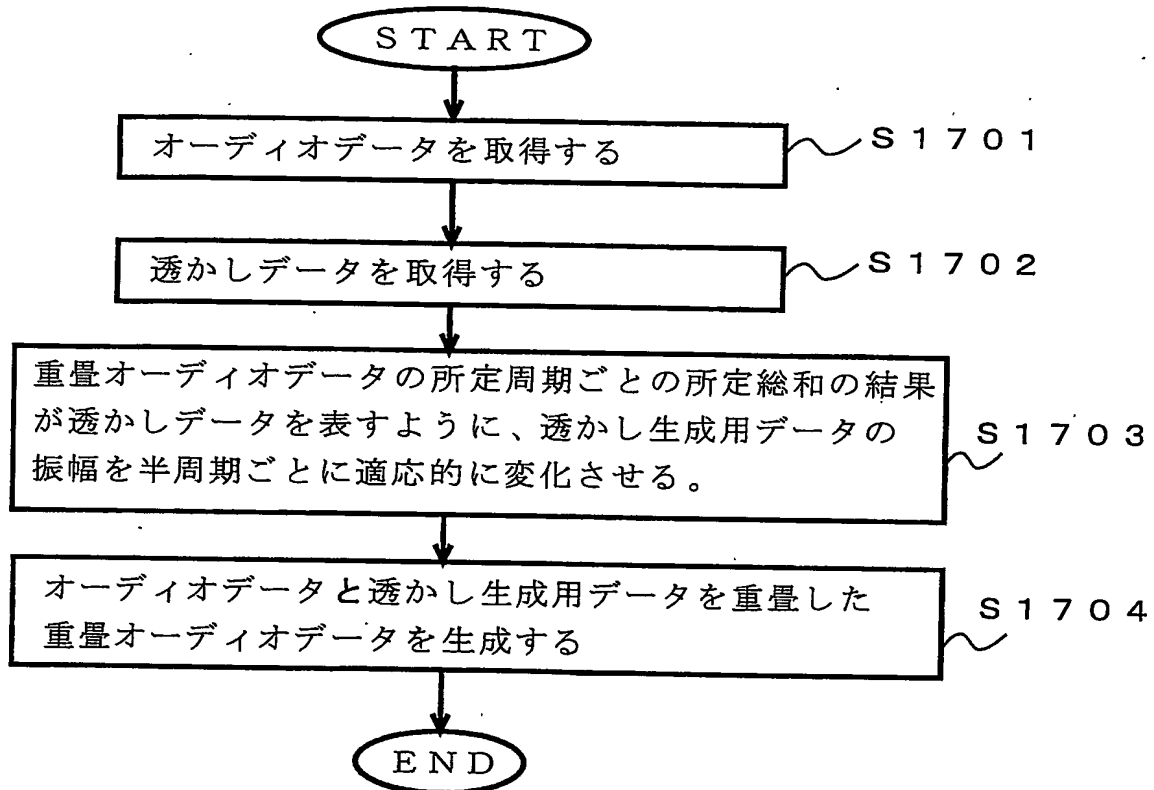 START
オーディオデータを取得する
S1701
透かしデータを取得する
S1702
重畳オーディオデータの所定周期ごとの所定総和の結果
が透かしデータを表すように、透かし生成用データの
振幅を半周期ごとに適応的に変化させる。
S1703
オーディオデータと透かし生成用データを重畳した
重畳オーディオデータを生成する
S1704
END